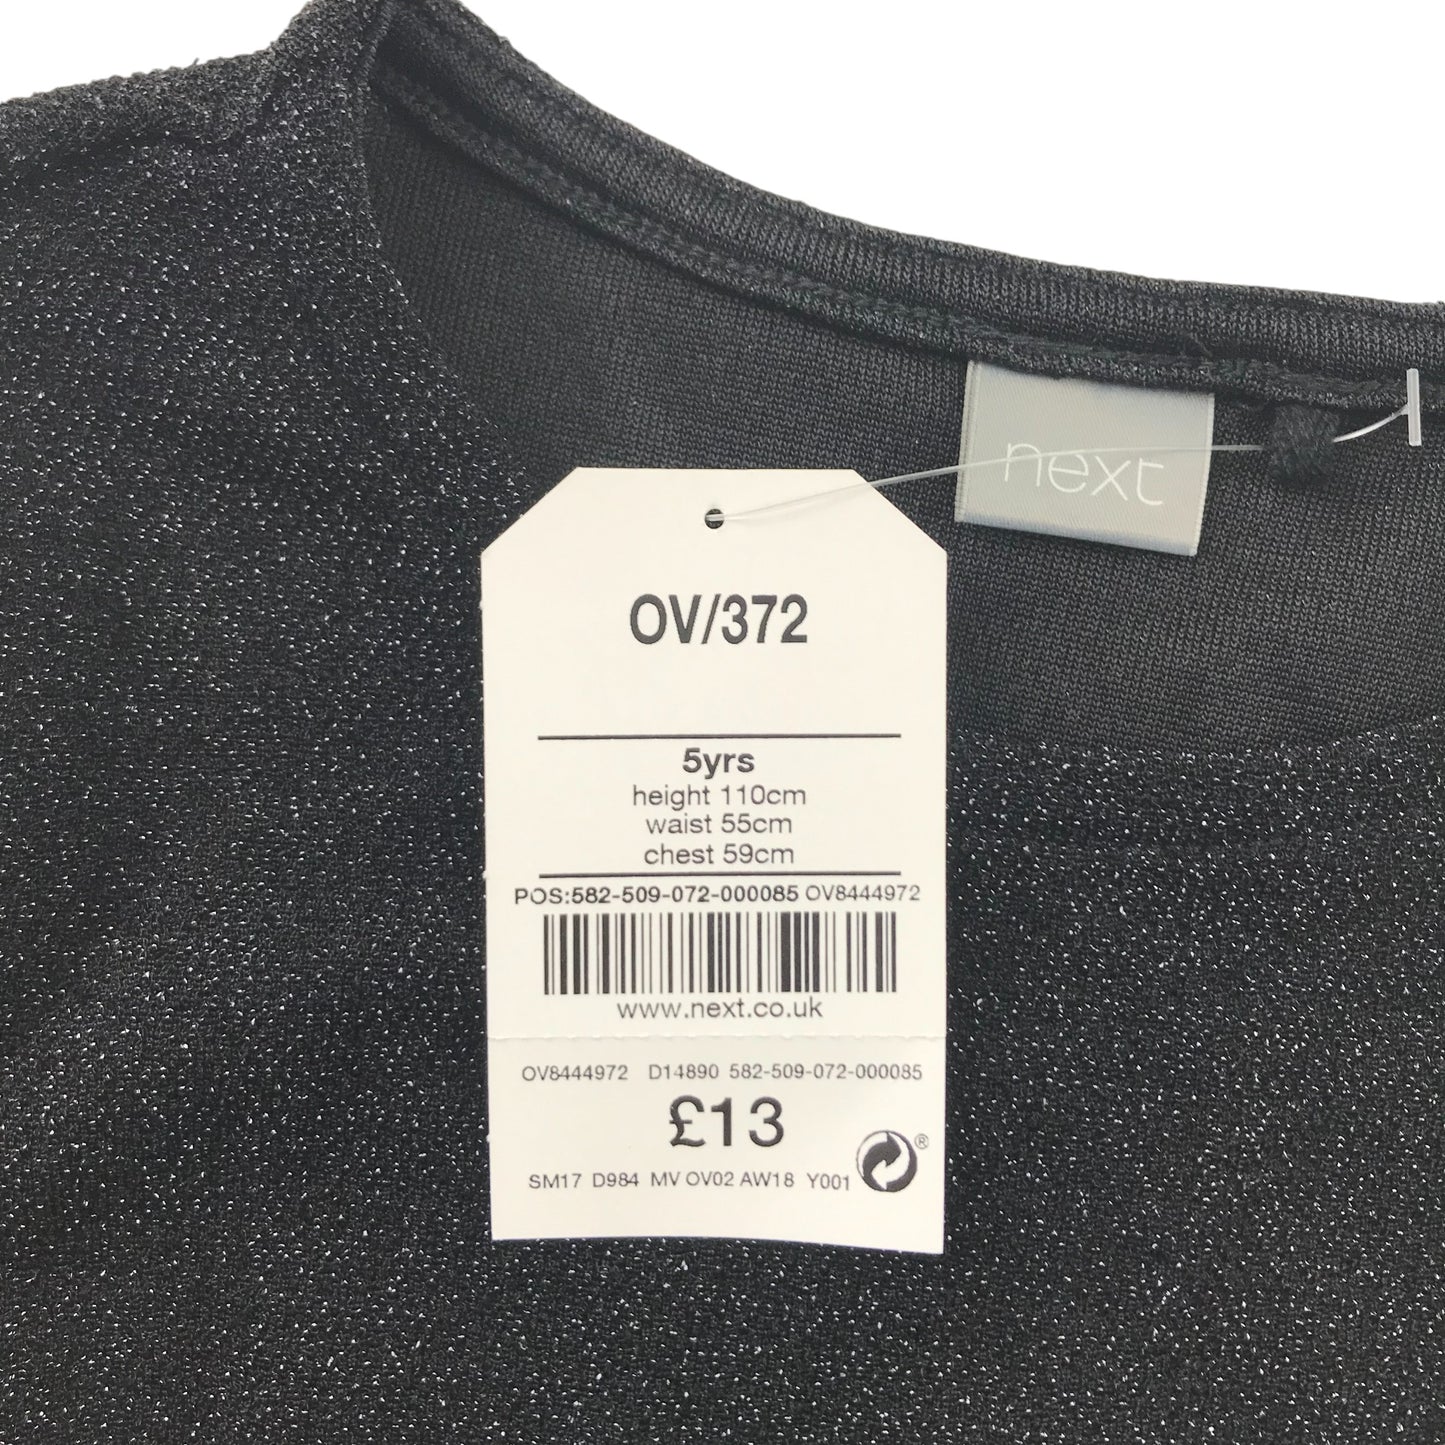 next
OV/372
5yrs
height 110cm
waist 55cm
chest 59cm
POS:582-509-072-000085 OV8444972
www.next.co.uk
OV8444972 D14890 582-509-072-000085
£13
®
SM17 D984 MV OV02 AW18 Y001